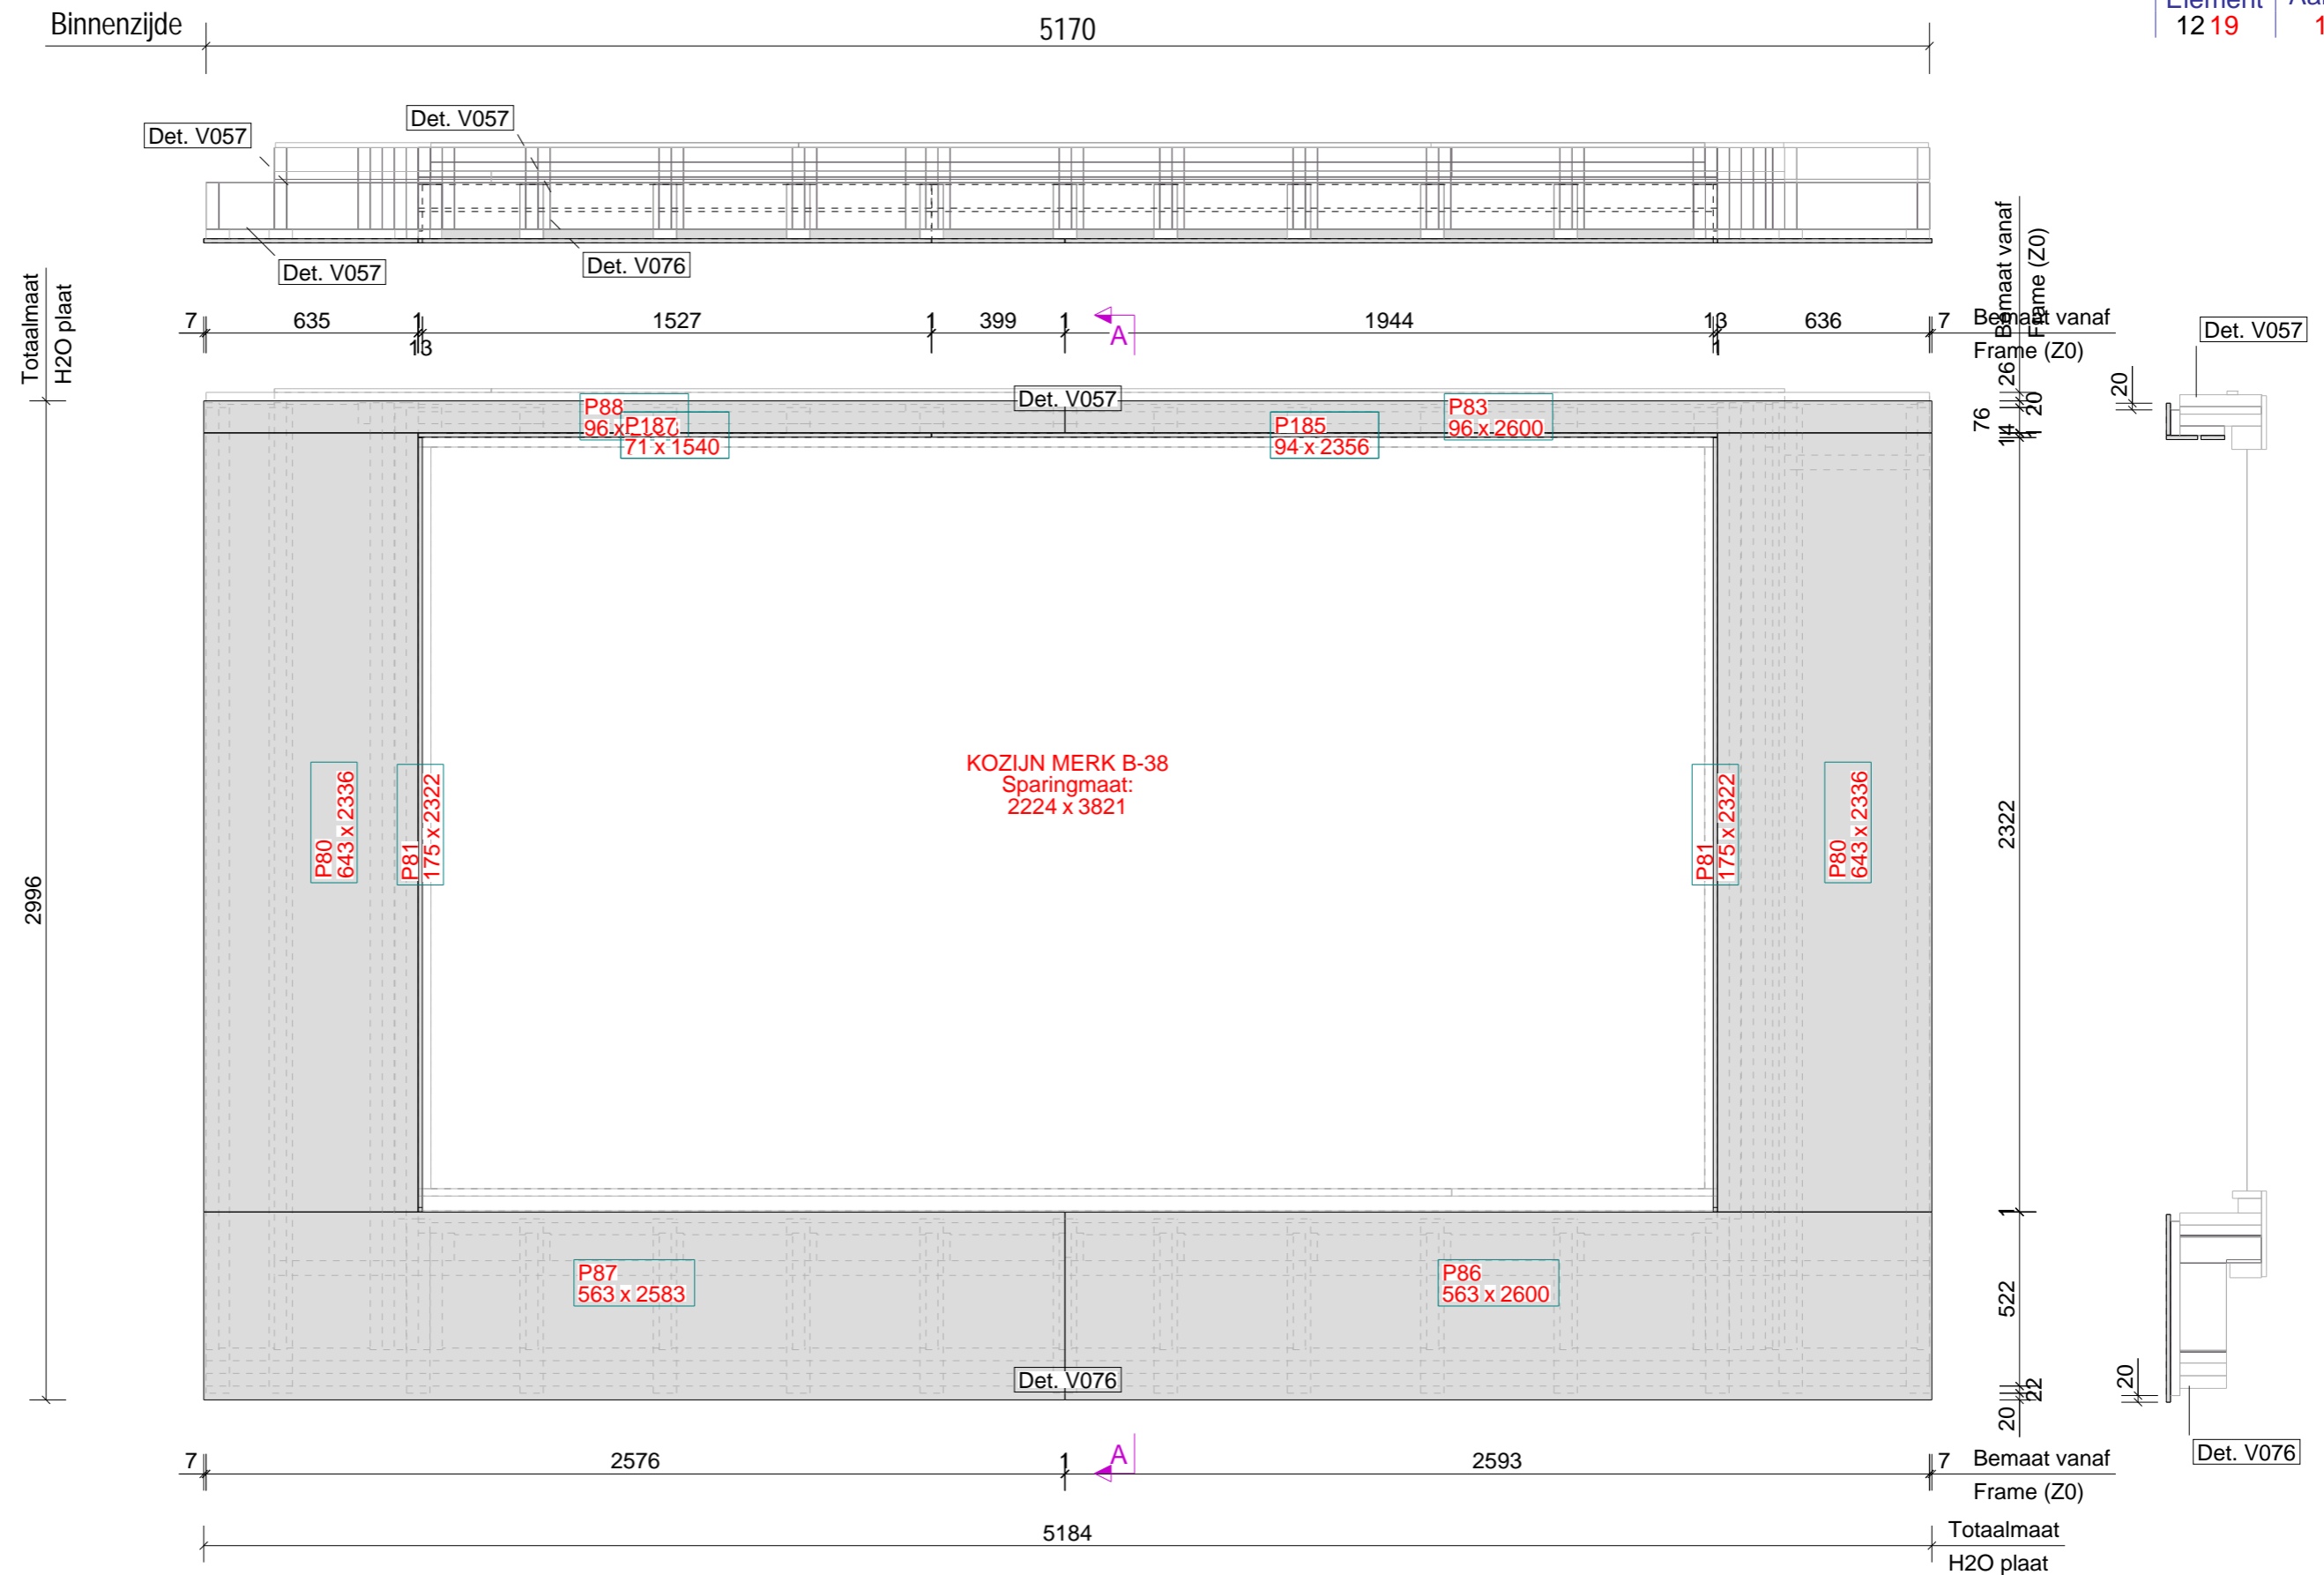 Binnenzijde
5170
Element
12 19
1
Det. V057
Det. V057
Det. V057
Det. V076
Totaalmaat
H2O plaat
Bemaat vanaf
Frame (Z0)
7
635
1
13
1527
1
399
1
A
1944
13
1
636
7
Bemaat vanaf
Frame (Z0)
Det. V057
20
26
20
76
14
1
Det. V057
P88
P187
71 x 1540
P185
94 x 2356
P83
96 x 2600
KOZIJN MERK B-38
Sparingmaat:
2224 x 3821
P80
643 x 2336
P81
175 x 2322
P81
175 x 2322
P80
643 x 2336
2996
2322
1
522
22
20
20
P87
563 x 2583
P86
563 x 2600
Det. V076
Det. V076
7
2576
1
A
2593
7
Bemaat vanaf
Frame (Z0)
5184
Totaalmaat
H2O plaat